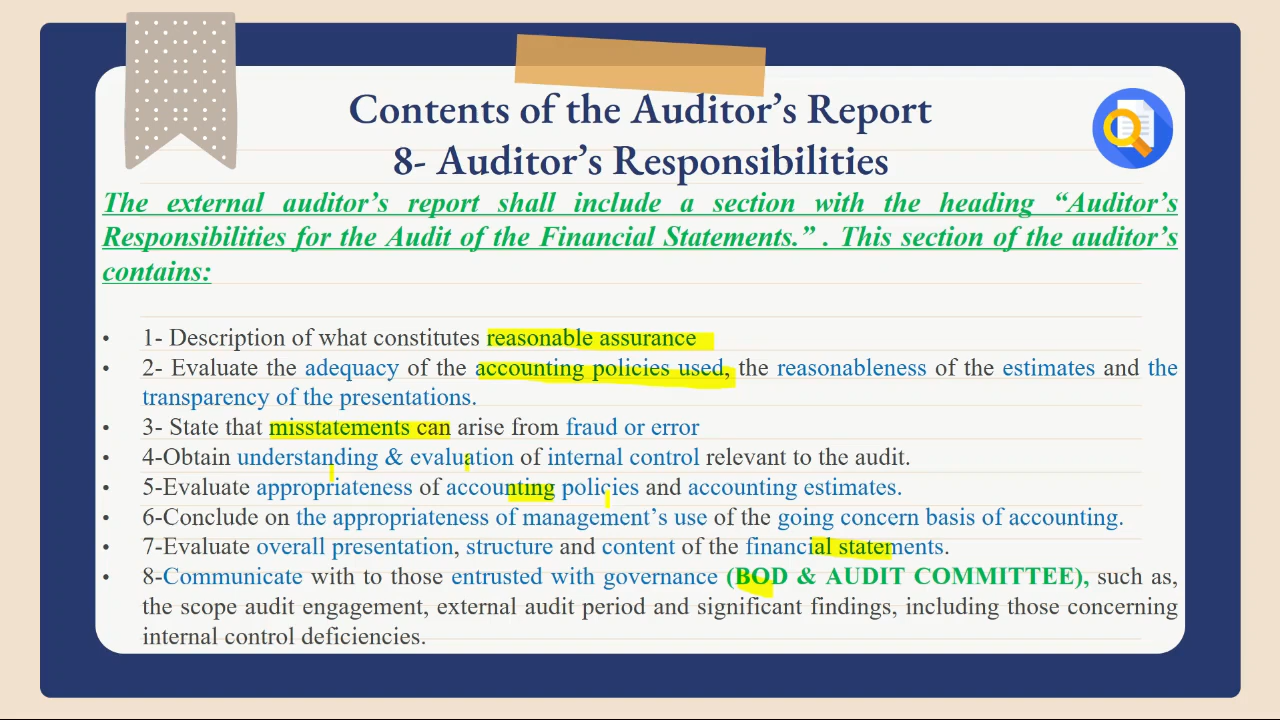 Contents of the Auditor’s Report
8- Auditor’s Responsibilities
The external auditor’s report shall include a section with the heading “Auditor’s
Responsibilities for the Audit of the Financial Statements.” . This section of the auditor’s
contains:
• 1- Description of what constitutes reasonable assurance
• 2- Evaluate the adequacy of the accounting policies used, the reasonableness of the estimates and the
transparency of the presentations.
• 3- State that misstatements can arise from fraud or error
• 4-Obtain understanding & evaluation of internal control relevant to the audit.
• 5-Evaluate appropriateness of accounting policies and accounting estimates.
• 6-Conclude on the appropriateness of management’s use of the going concern basis of accounting.
• 7-Evaluate overall presentation, structure and content of the financial statements.
• 8-Communicate with to those entrusted with governance (BOD & AUDIT COMMITTEE), such as,
the scope audit engagement, external audit period and significant findings, including those concerning
internal control deficiencies.